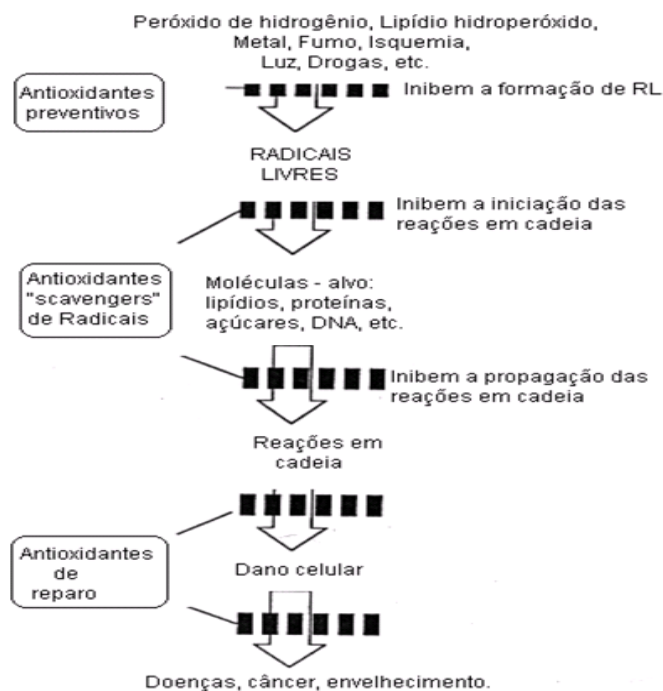 Peróxido de hidrogênio, Lipídio hidroperóxido,
Metal, Fumo, Isquemia,
Luz, Drogas, etc.
Antioxidantes
preventivos
Inibem a formação de RL
RADICAIS
LIVRES
Inibem a iniciação das
reações em cadeia
Antioxidantes
"scavengers"
de Radicais
Moléculas - alvo:
lipídios, proteínas,
açúcares, DNA, etc.
Inibem a propagação das
reações em cadeia
Reações em
cadeia
Antioxidantes
de
reparo
Dano celular
Doenças, câncer, envelhecimento.